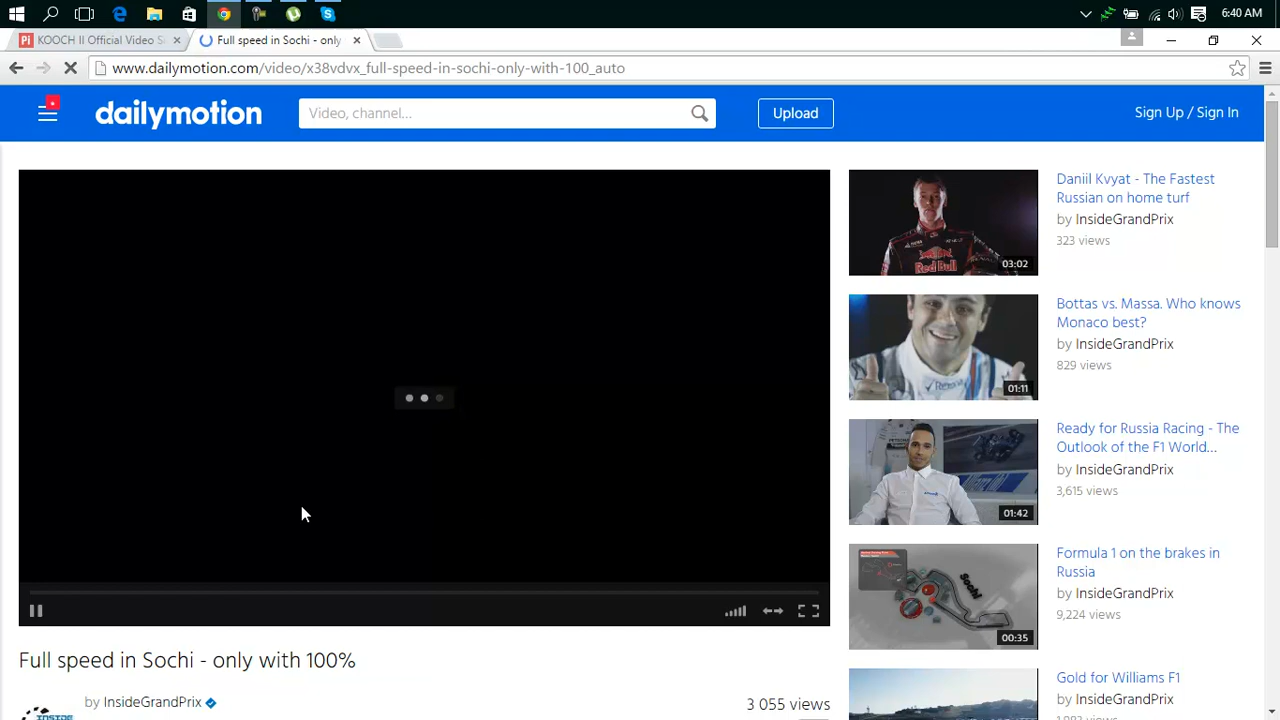 6:40 AM
KOOCH II Official Video S
Full speed in Sochi - only
www.dailymotion.com/video/x38vdvx_full-speed-in-sochi-only-with-100_auto
dailymotion
Video, channel...
Upload
Sign Up / Sign In
Full speed in Sochi - only with 100%
by InsideGrandPrix
3 055 views
INSIDE
Red Bull
03:02
Daniil Kvyat - The Fastest
Russian on home turf
by InsideGrandPrix
323 views
01:11
Bottas vs. Massa. Who knows
Monaco best?
by InsideGrandPrix
829 views
01:42
Ready for Russia Racing - The
Outlook of the F1 World...
by InsideGrandPrix
3,615 views
Sochi
00:35
Formula 1 on the brakes in
Russia
by InsideGrandPrix
9,224 views
Gold for Williams F1
by InsideGrandPrix